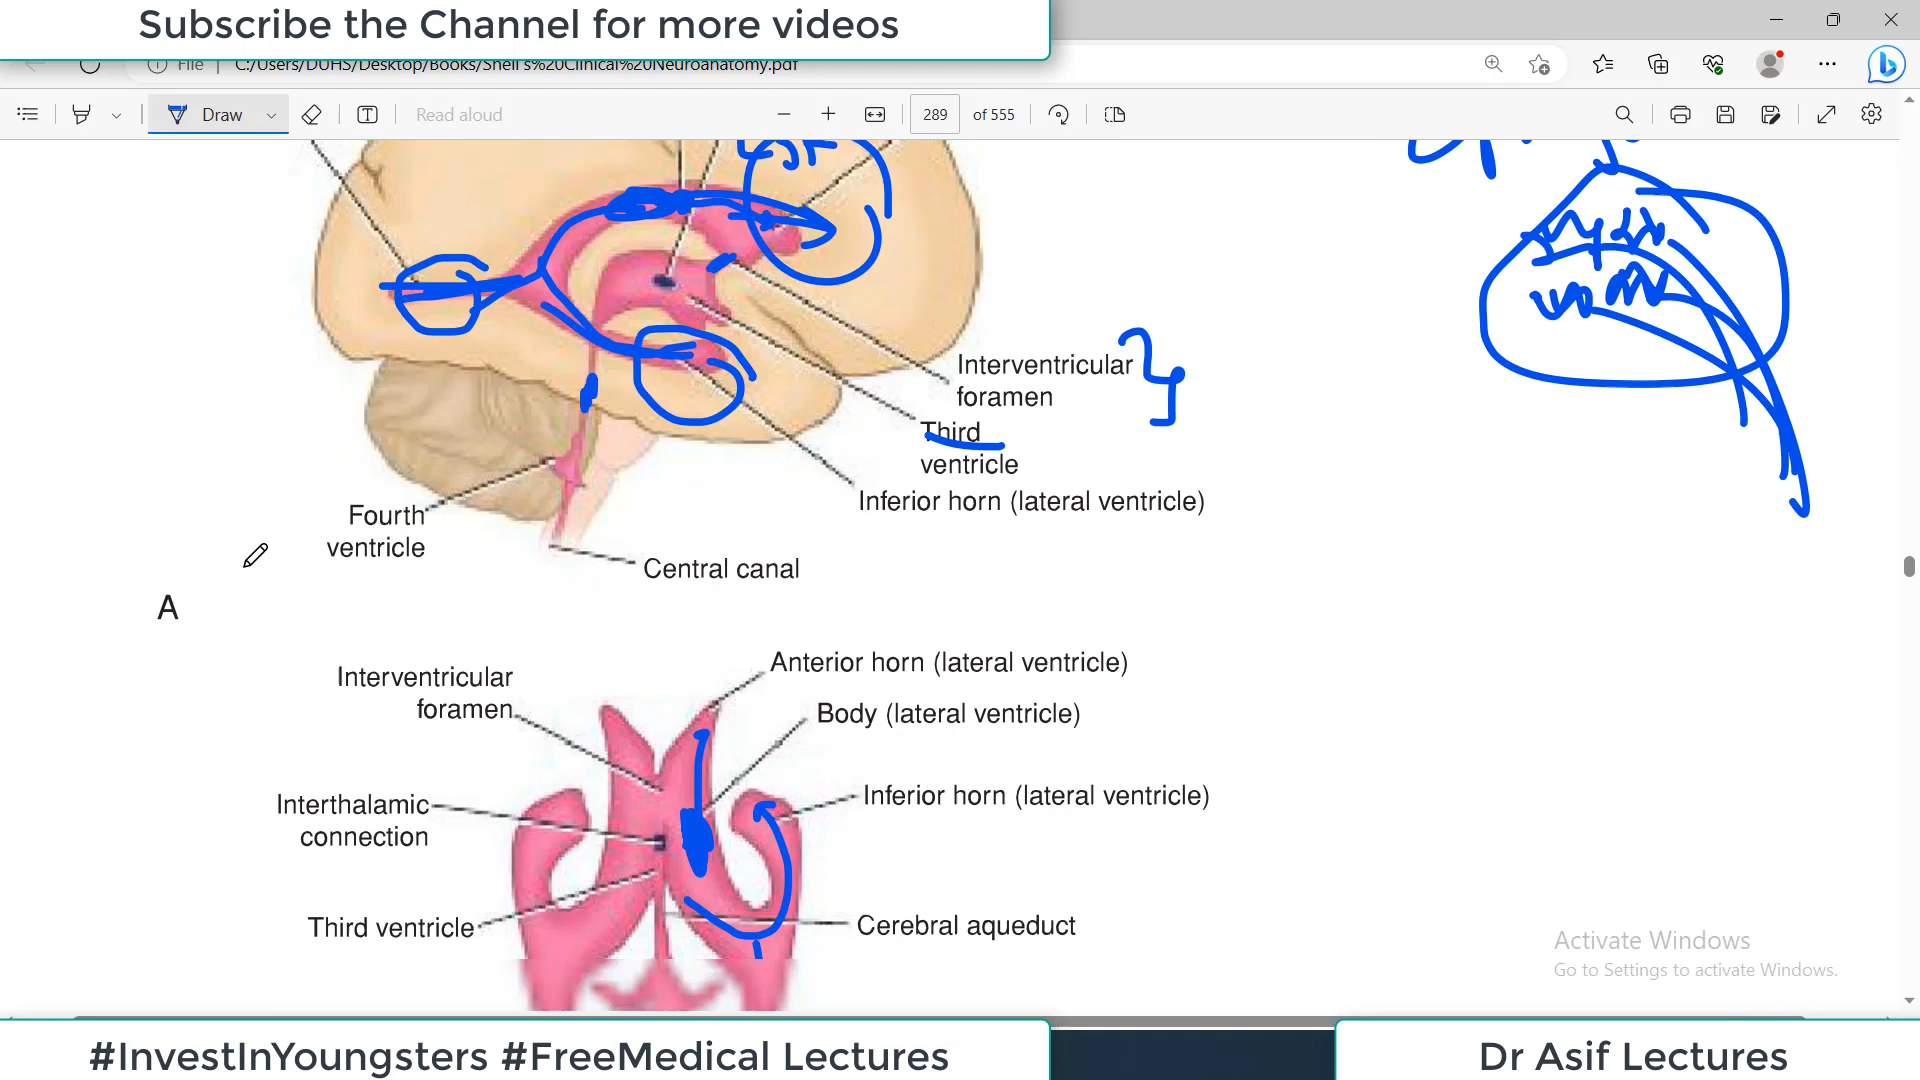 Subscribe the Channel for more videos
File | C:/Users/DUHS/Desktop/Books/Snell's%20Clinical%20Neuroanatomy.pdf
Draw
Read aloud
289 of 555
Interventricular
foramen
Third
ventricle
Inferior horn (lateral ventricle)
Fourth
ventricle
Central canal
A
Anterior horn (lateral ventricle)
Interventricular
foramen
Body (lateral ventricle)
Inferior horn (lateral ventricle)
Interthalamic
connection
Third ventricle
Cerebral aqueduct
Activate Windows
Go to Settings to activate Windows.
#InvestInYoungsters #FreeMedical Lectures
Dr Asif Lectures